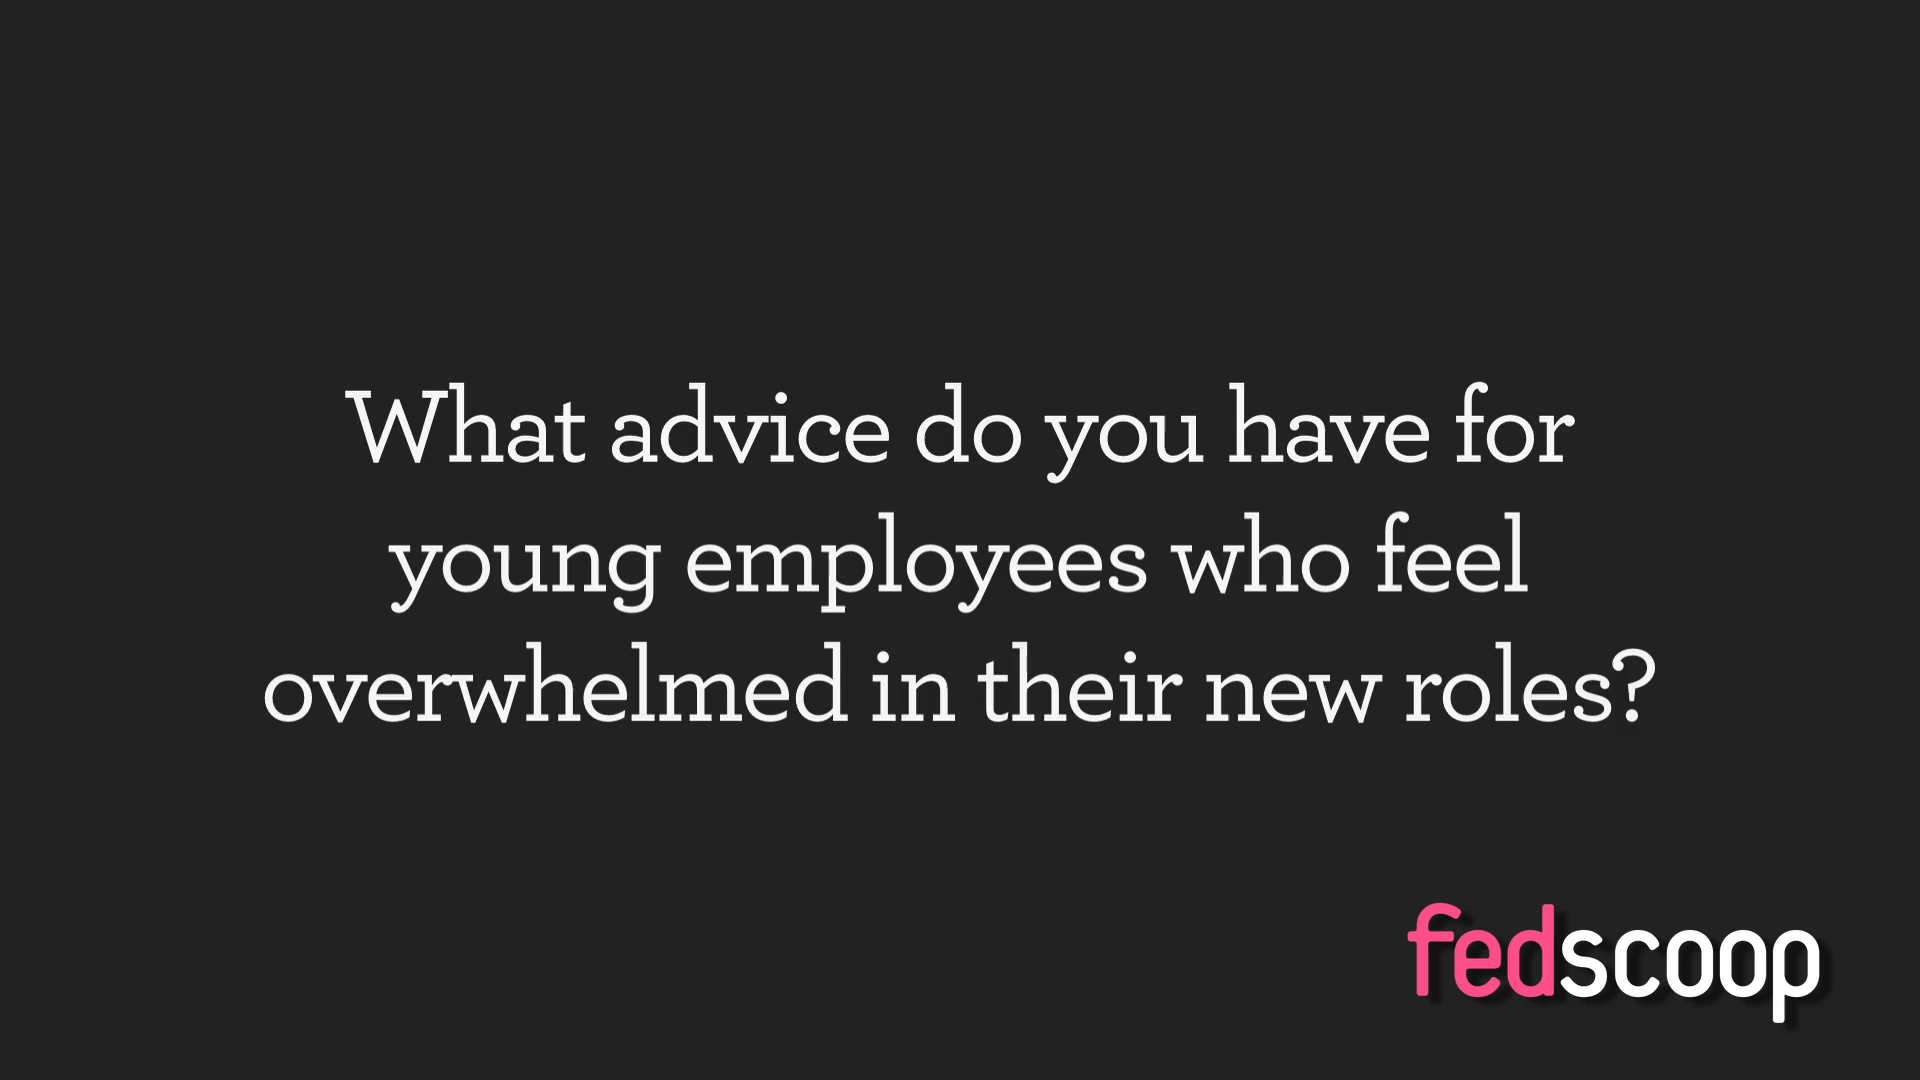 What advice do you have for
young employees who feel
overwhelmed in their new roles?
fedscoop